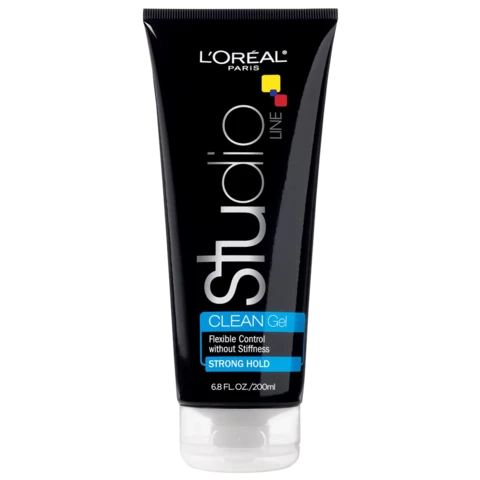 L'ORÉAL®
PARIS
Studio
LINE
CLEAN Gel
Flexible Control
without Stiffness
STRONG HOLD
6.8 FL. OZ./200ml